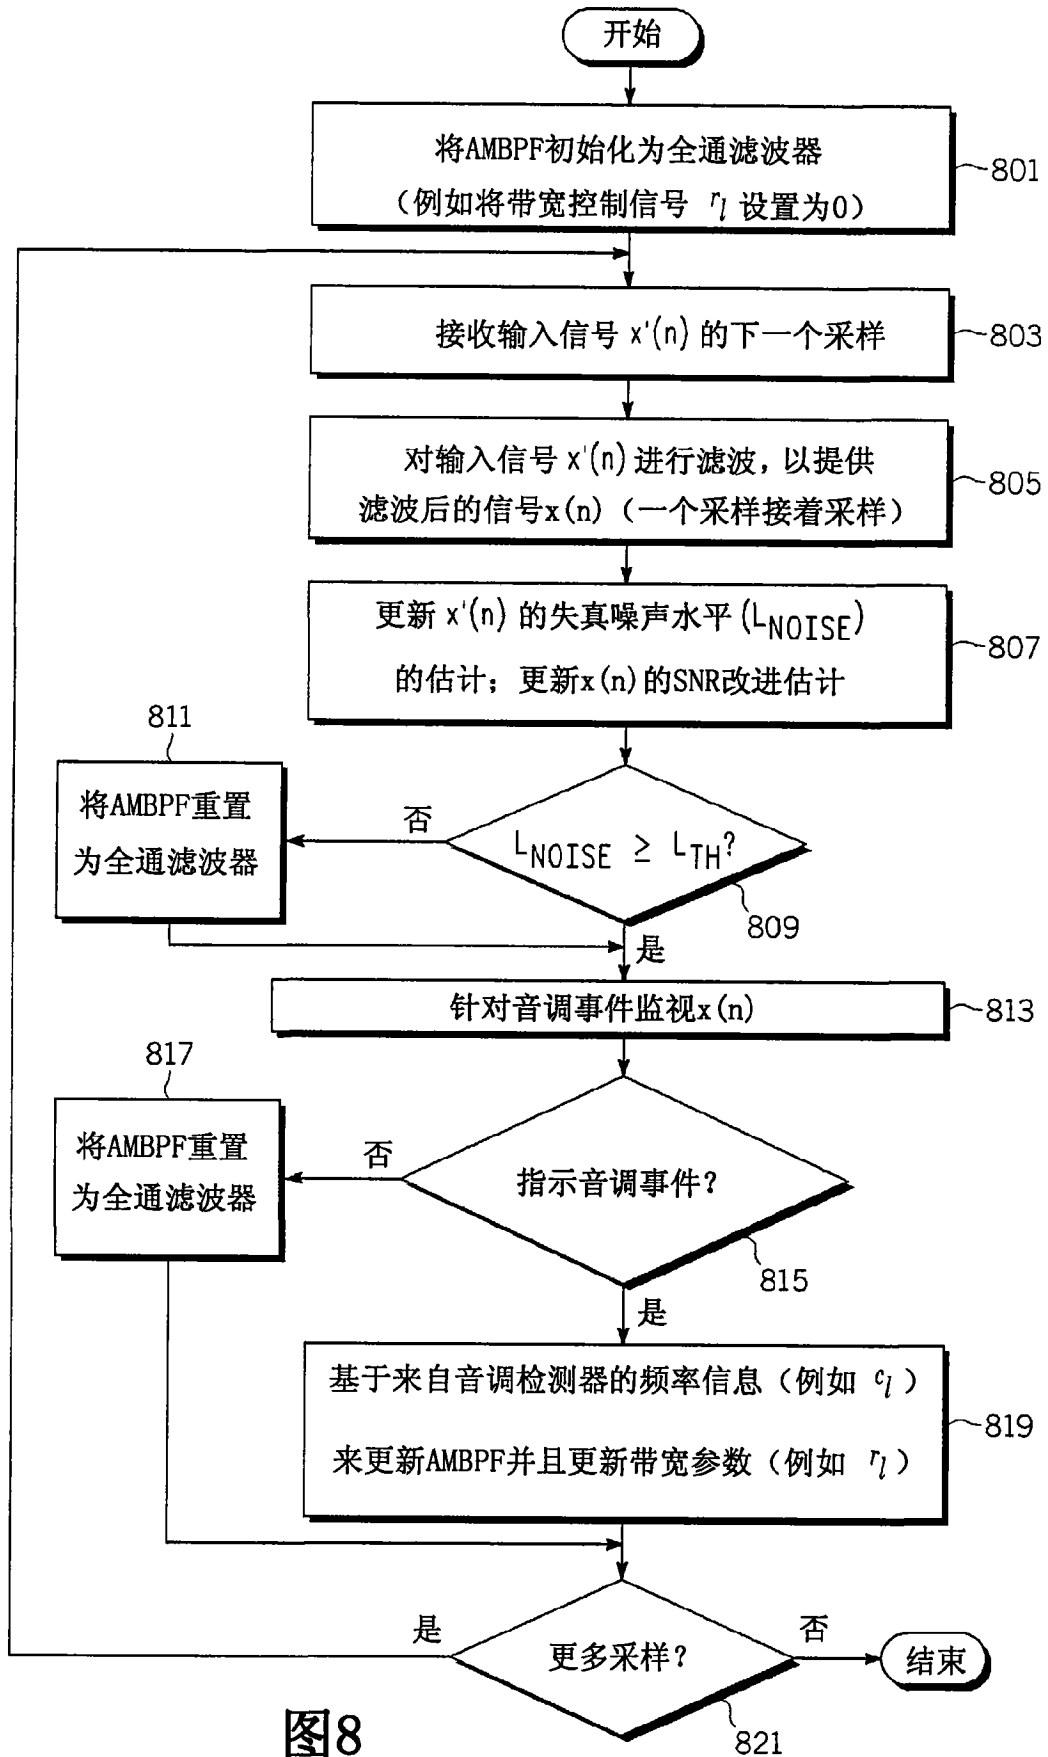 开始
将AMBPF初始化为全通滤波器
（例如将带宽控制信号 r_l 设置为0）
801
接收输入信号 x'(n) 的下一个采样
803
对输入信号 x'(n) 进行滤波，以提供
滤波后的信号x(n)（一个采样接着采样）
805
更新 x'(n) 的失真噪声水平(L_NOISE)
的估计；更新x(n)的SNR改进估计
807
811
将AMBPF重置
为全通滤波器
否
L_NOISE ≥ L_TH?
809
是
针对音调事件监视x(n)
813
817
将AMBPF重置
为全通滤波器
否
指示音调事件？
815
是
基于来自音调检测器的频率信息（例如 c_l ）
来更新AMBPF并且更新带宽参数（例如 r_l ）
819
是
更多采样？
否
结束
821
图8